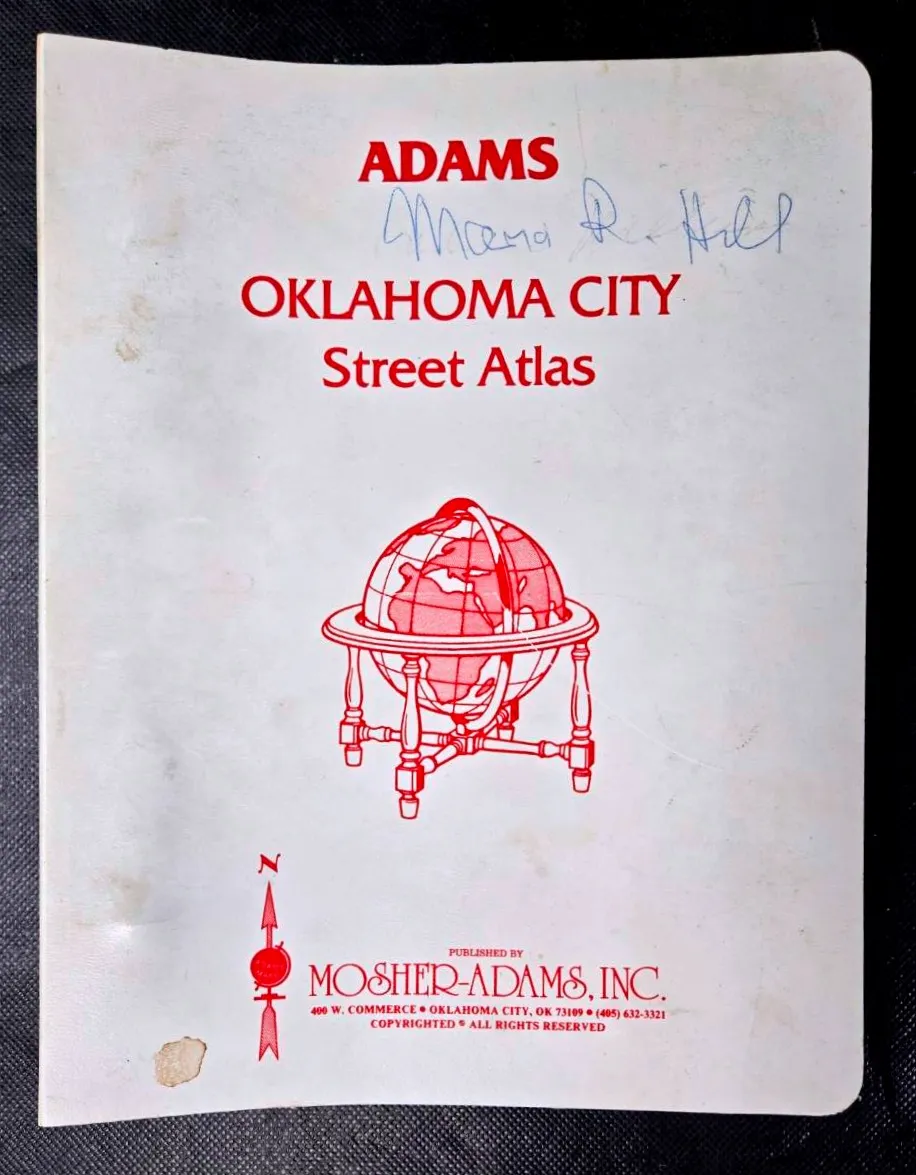 ADAMS
R. Hill
OKLAHOMA CITY
Street Atlas
N
PUBLISHED BY
MOSHER-ADAMS, INC.
400 W. COMMERCE • OKLAHOMA CITY, OK 73109 • (405) 632-3321
COPYRIGHTED © ALL RIGHTS RESERVED